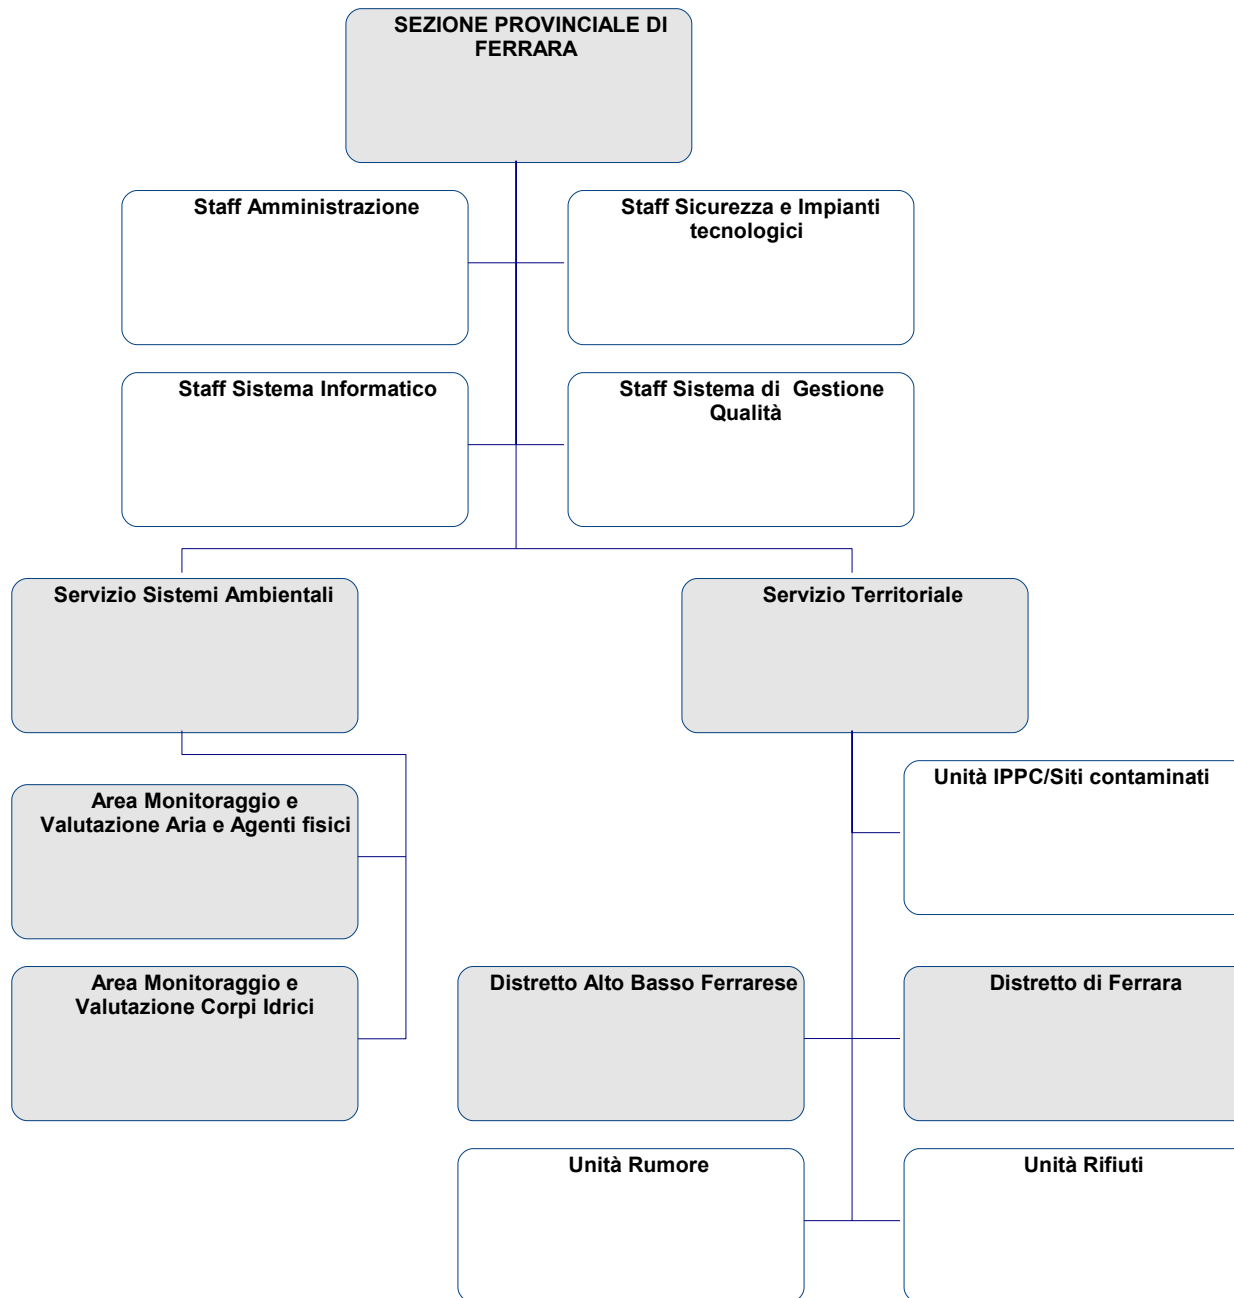 SEZIONE PROVINCIALE DI
FERRARA
Staff Amministrazione
Staff Sicurezza e Impianti
tecnologici
Staff Sistema Informatico
Staff Sistema di  Gestione
Qualità
Servizio Sistemi Ambientali
Servizio Territoriale
Unità IPPC/Siti contaminati
Area Monitoraggio e
Valutazione Aria e Agenti fisici
Area Monitoraggio e
Valutazione Corpi Idrici
Distretto Alto Basso Ferrarese
Distretto di Ferrara
Unità Rumore
Unità Rifiuti